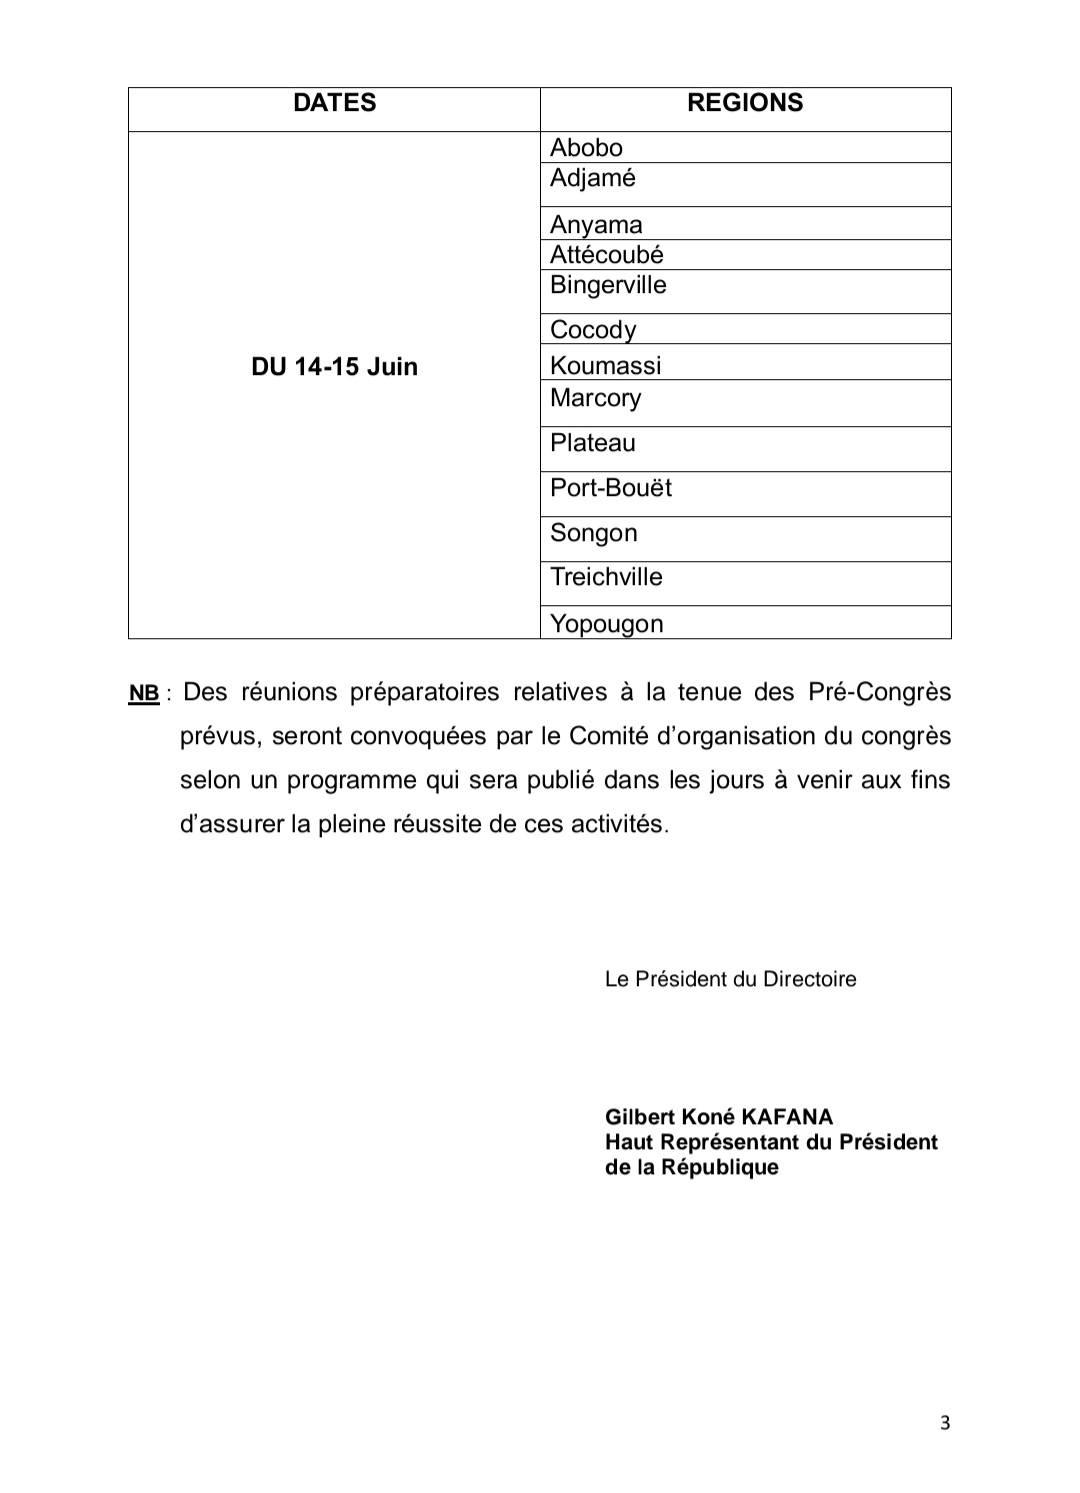 DATES REGIONS
Abobo
Adjamé
Anyama
Attécoubé
Bingerville
Cocody
DU 14-15 Juin Koumassi
Marcory
Plateau
Port-Bouët
Songon
Treichville
Yopougon
NB : Des réunions préparatoires relatives à la tenue des Pré-Congrès
prévus, seront convoquées par le Comité d’organisation du congrès
selon un programme qui sera publié dans les jours à venir aux fins
d’assurer la pleine réussite de ces activités.
Le Président du Directoire
Gilbert Koné KAFANA
Haut Représentant du Président
de la République
3